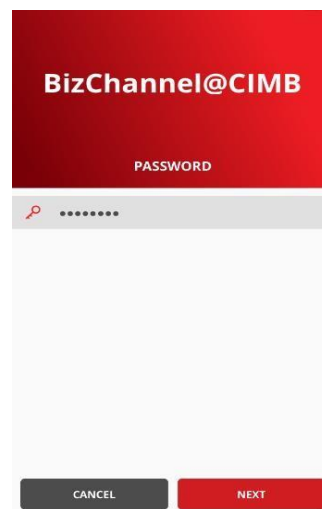 BizChannel@CIMB
PASSWORD
••••••••
CANCEL
NEXT